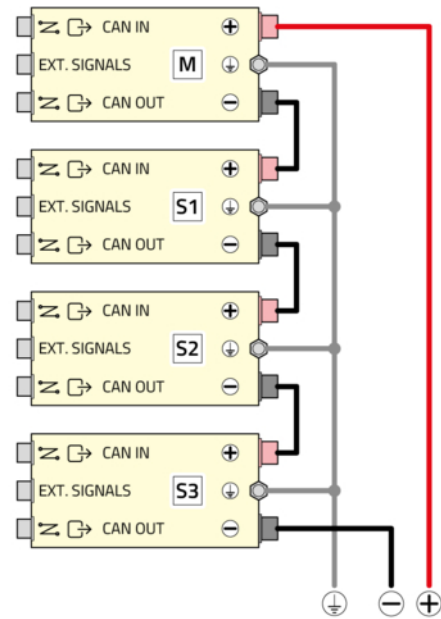 CAN IN +
EXT. SIGNALS M
CAN OUT −
CAN IN +
EXT. SIGNALS S1
CAN OUT −
CAN IN +
EXT. SIGNALS S2
CAN OUT −
CAN IN +
EXT. SIGNALS S3
CAN OUT −
− +